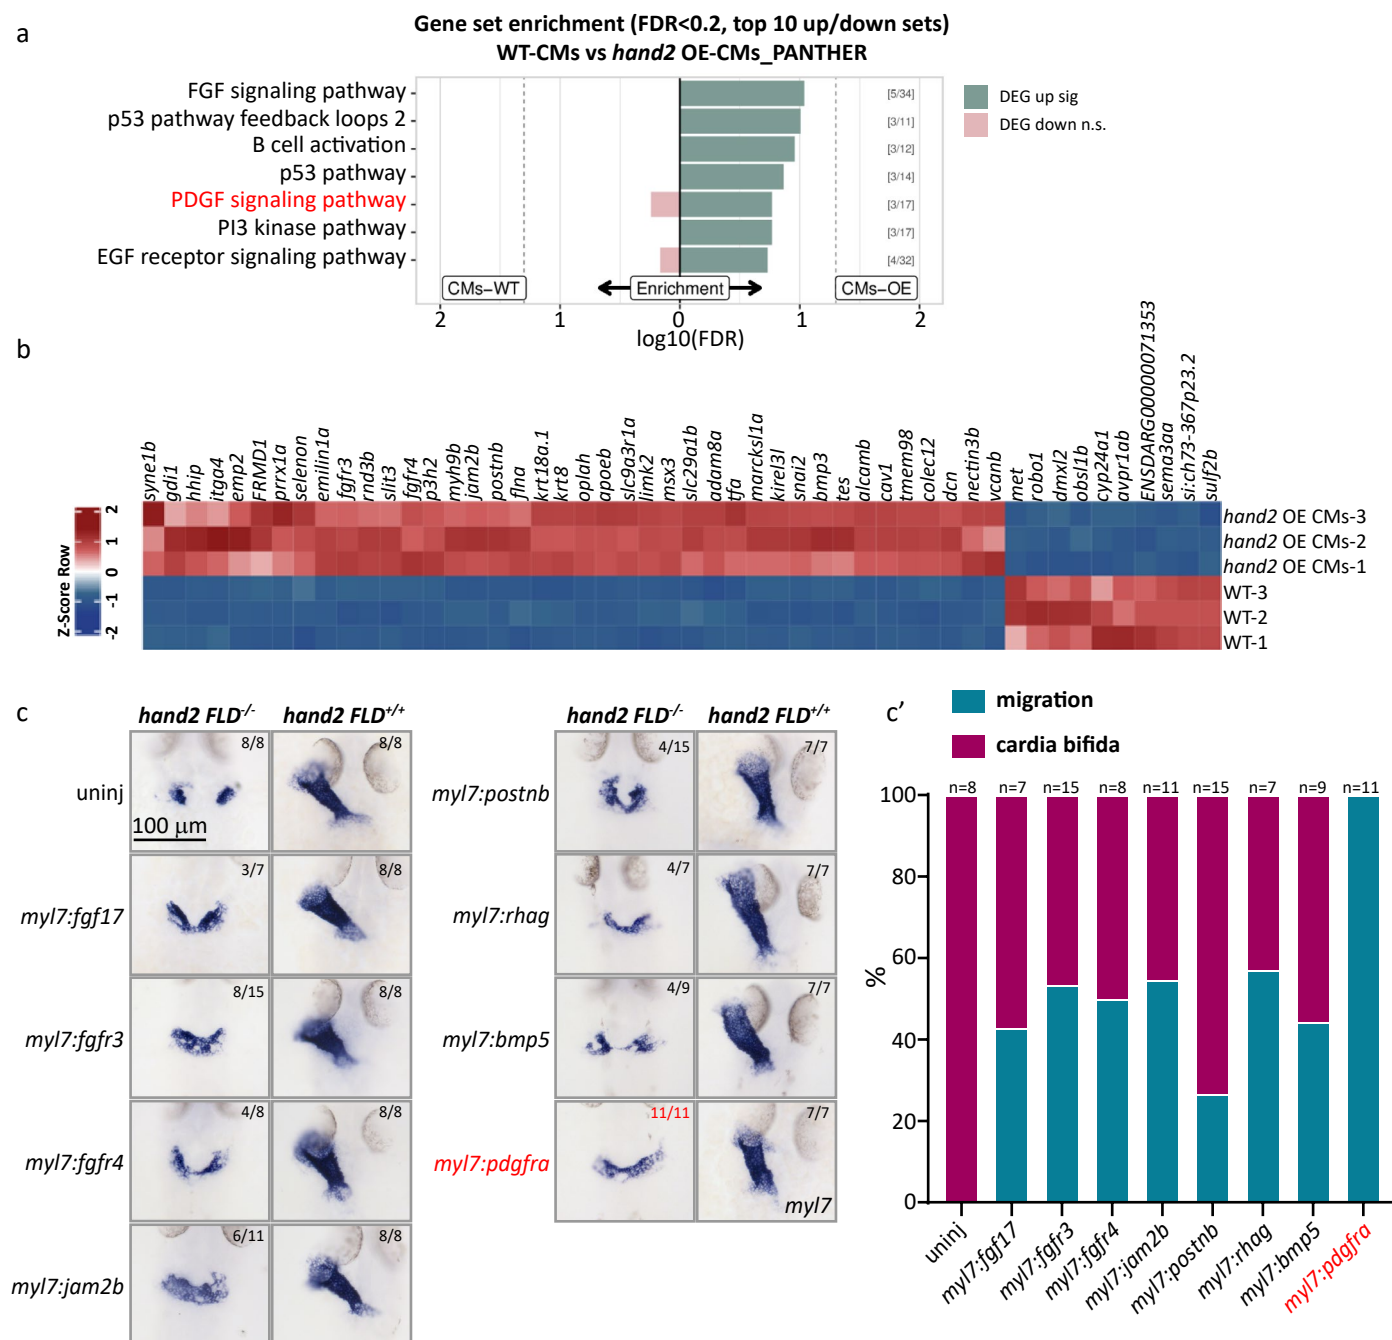 a
Gene set enrichment (FDR<0.2, top 10 up/down sets)
WT-CMs vs hand2 OE-CMs_PANTHER
FGF signaling pathway
p53 pathway feedback loops 2
B cell activation
p53 pathway
PDGF signaling pathway
PI3 kinase pathway
EGF receptor signaling pathway
[5/34]
[3/11]
[3/12]
[3/14]
[3/17]
[3/17]
[4/32]
DEG up sig
DEG down n.s.
CMs-WT
Enrichment
CMs-OE
2 1 0 1 2
log10(FDR)
b
syne1b gdi1 hhip itga4 emp2 FRMD1 prrx1a selenon emilin1a fgfr3 rnd3b slit3 fgfr4 p3h2 myh9b jam2b postnb flna krt18a.1 krt8 oplah apoeb slc9a3r1a limk2 msx3 slc29a1b adam8a tfa marcksl1a kirel3l snai2 bmp3 tes alcamb cav1 tmem98 colec12 dcn nectin3b vcanb met robo1 dmxl2 obsl1b cyp24a1 avpr1ab ENSDARG00000071353 sema3aa si:ch73-367p23.2 sulf2b
Z-Score Row
-2 -1 0 1 2
hand2 OE CMs-3
hand2 OE CMs-2
hand2 OE CMs-1
WT-3
WT-2
WT-1
c
hand2 FLD-/- hand2 FLD+/+
uninj
8/8
8/8
100 μm
myl7:fgf17
3/7
8/8
myl7:fgfr3
8/15
8/8
myl7:fgfr4
4/8
8/8
myl7:jam2b
6/11
8/8
hand2 FLD-/- hand2 FLD+/+
myl7:postnb
4/15
7/7
myl7:rhag
4/7
7/7
myl7:bmp5
4/9
7/7
myl7:pdgfra
11/11
7/7
myl7
c’
migration
cardia bifida
n=8 n=7 n=15 n=8 n=11 n=15 n=7 n=9 n=11
100
80
60
40
20
0
%
uninj myl7:fgf17 myl7:fgfr3 myl7:fgfr4 myl7:jam2b myl7:postnb myl7:rhag myl7:bmp5 myl7:pdgfra